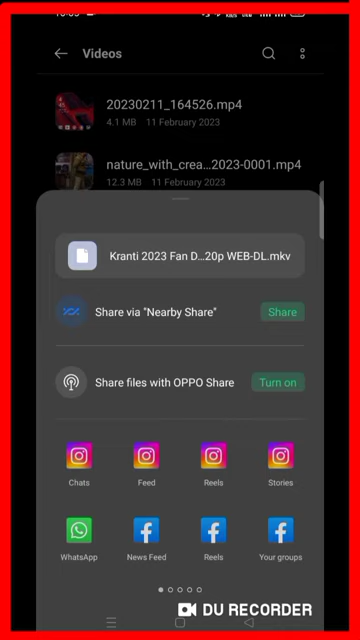 Videos
20230211_164526.mp4
4.1 MB 11 February 2023
nature_with_crea...2023-0001.mp4
12.3 MB 18 February 2023
Kranti 2023 Fan D...20p WEB-DL.mkv
Share via "Nearby Share"
Share
Share files with OPPO Share
Turn on
Chats Feed Reels Stories
WhatsApp News Feed Reels Your groups
DU RECORDER